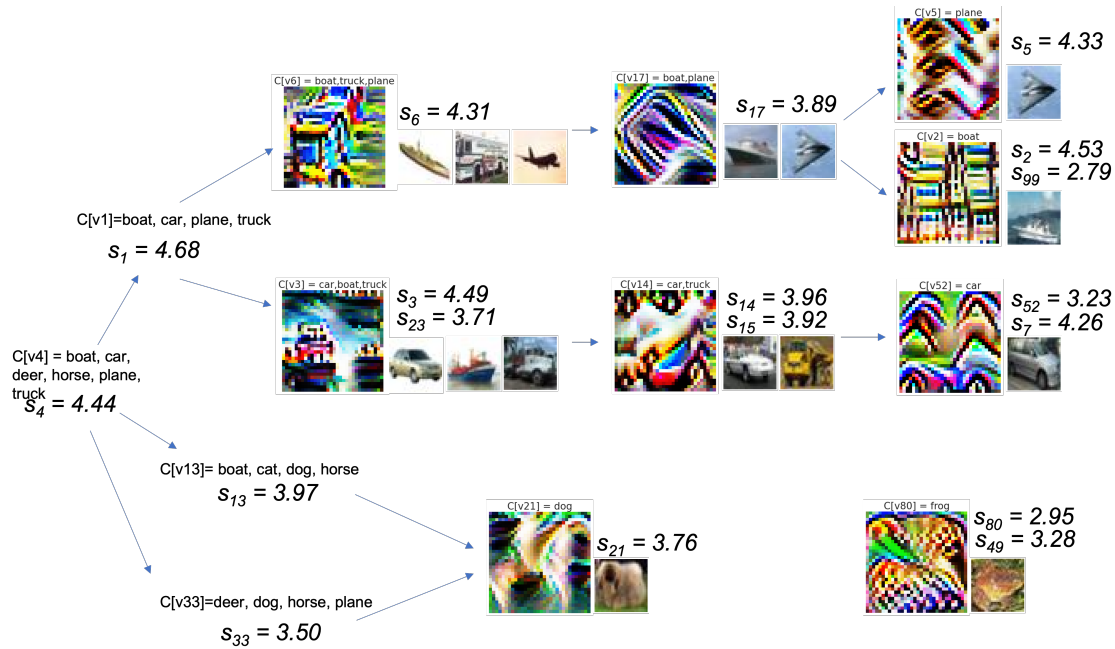 C[v5] = plane
s5 = 4.33
C[v6] = boat,truck,plane
s6 = 4.31
C[v17] = boat,plane
s17 = 3.89
C[v2] = boat
s2 = 4.53
s99 = 2.79
C[v1]=boat, car, plane, truck
s1 = 4.68
C[v3] = car,boat,truck
s3 = 4.49
s23 = 3.71
C[v14] = car,truck
s14 = 3.96
s15 = 3.92
C[v52] = car
s52 = 3.23
s7 = 4.26
C[v4] = boat, car,
deer, horse, plane,
truck
s4 = 4.44
C[v13]= boat, cat, dog, horse
s13 = 3.97
C[v21] = dog
s21 = 3.76
C[v80] = frog
s80 = 2.95
s49 = 3.28
C[v33]=deer, dog, horse, plane
s33 = 3.50